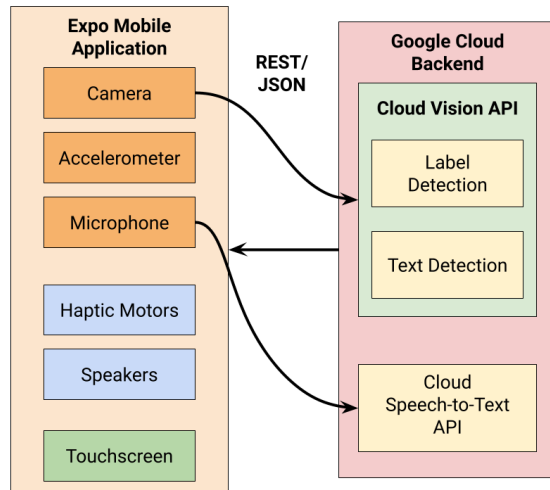 Expo Mobile
Application
Camera
Accelerometer
Microphone
Haptic Motors
Speakers
Touchscreen
REST/
JSON
Google Cloud
Backend
Cloud Vision API
Label
Detection
Text Detection
Cloud
Speech-to-Text
API